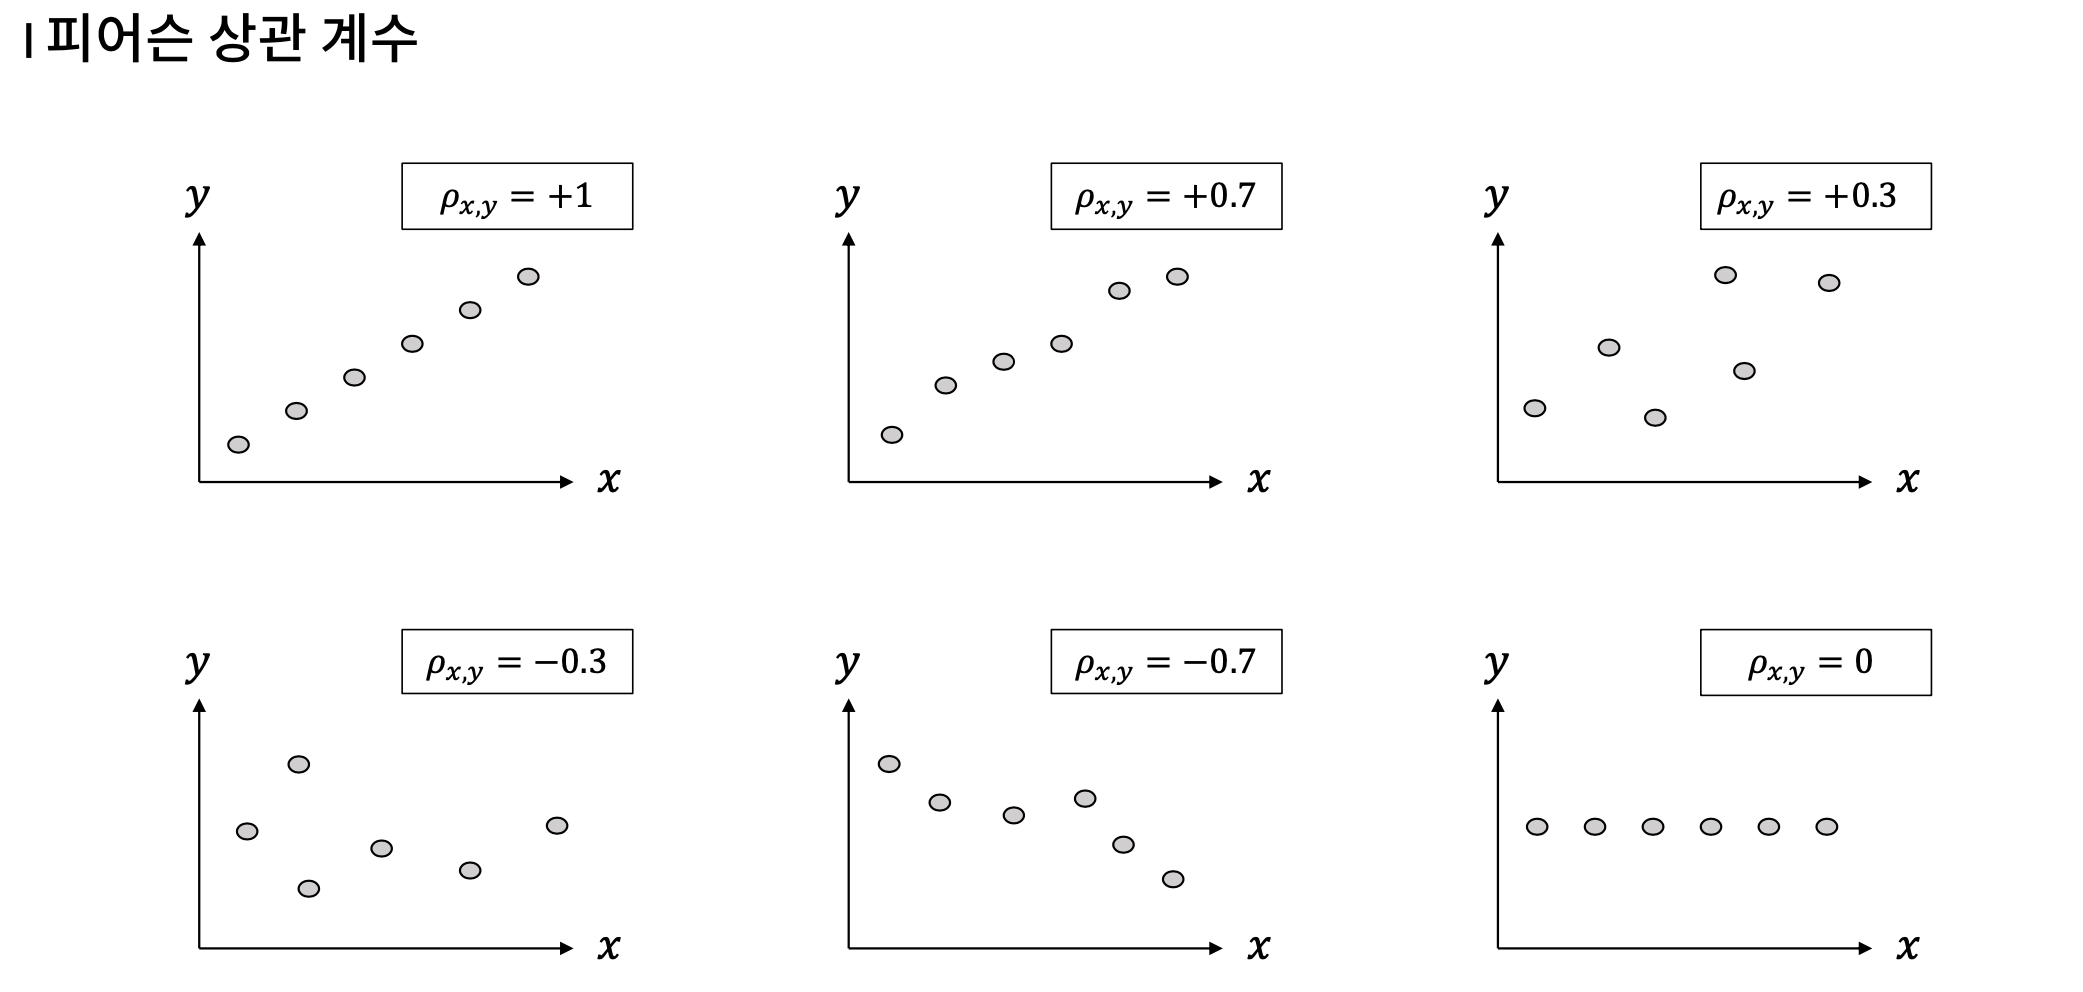 피어슨 상관 계수
y
ρx,y = +1
x
y
ρx,y = +0.7
x
y
ρx,y = +0.3
x
y
ρx,y = −0.3
x
y
ρx,y = −0.7
x
y
ρx,y = 0
x